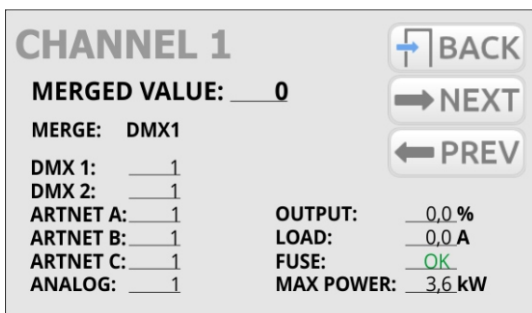 CHANNEL 1
BACK
MERGED VALUE: 0
NEXT
MERGE: DMX1
PREV
DMX 1: 1
DMX 2: 1
ARTNET A: 1
OUTPUT: 0,0 %
ARTNET B: 1
LOAD: 0,0 A
ARTNET C: 1
FUSE: OK
ANALOG: 1
MAX POWER: 3,6 kW